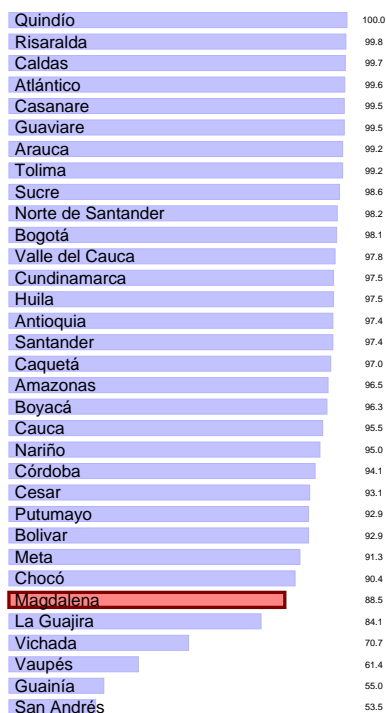 Quindío 100.0
Risaralda 99.8
Caldas 99.7
Atlántico 99.6
Casanare 99.5
Guaviare 99.5
Arauca 99.2
Tolima 99.2
Sucre 98.6
Norte de Santander 98.2
Bogotá 98.1
Valle del Cauca 97.8
Cundinamarca 97.5
Huila 97.5
Antioquia 97.4
Santander 97.4
Caquetá 97.0
Amazonas 96.5
Boyacá 96.3
Cauca 95.5
Nariño 95.0
Córdoba 94.1
Cesar 93.1
Putumayo 92.9
Bolivar 92.9
Meta 91.3
Chocó 90.4
Magdalena 88.5
La Guajira 84.1
Vichada 70.7
Vaupés 61.4
Guainía 55.0
San Andrés 53.5